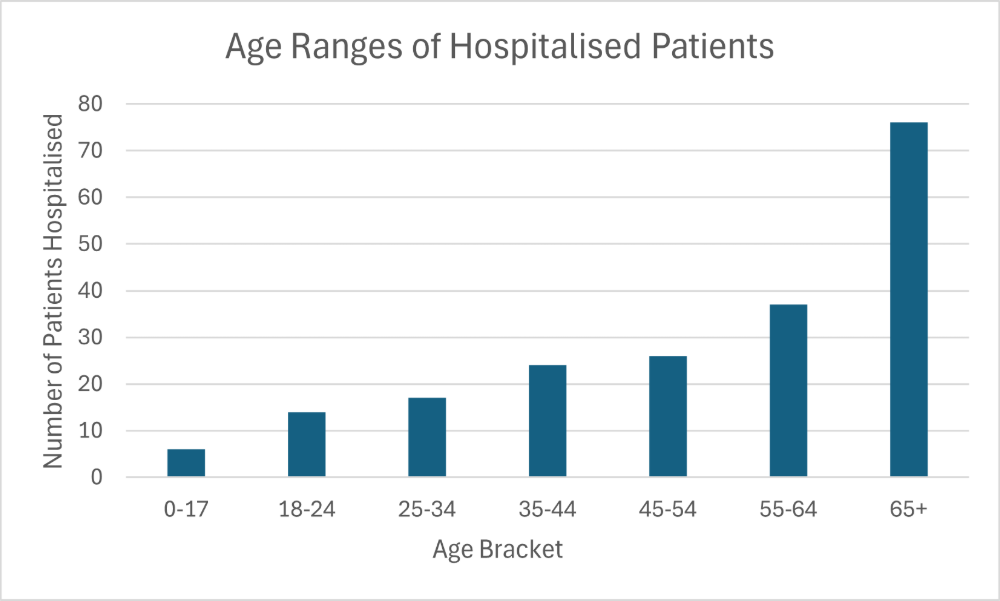 Age Ranges of Hospitalised Patients
Number of Patients Hospitalised
80
70
60
50
40
30
20
10
0
0-17 18-24 25-34 35-44 45-54 55-64 65+
Age Bracket